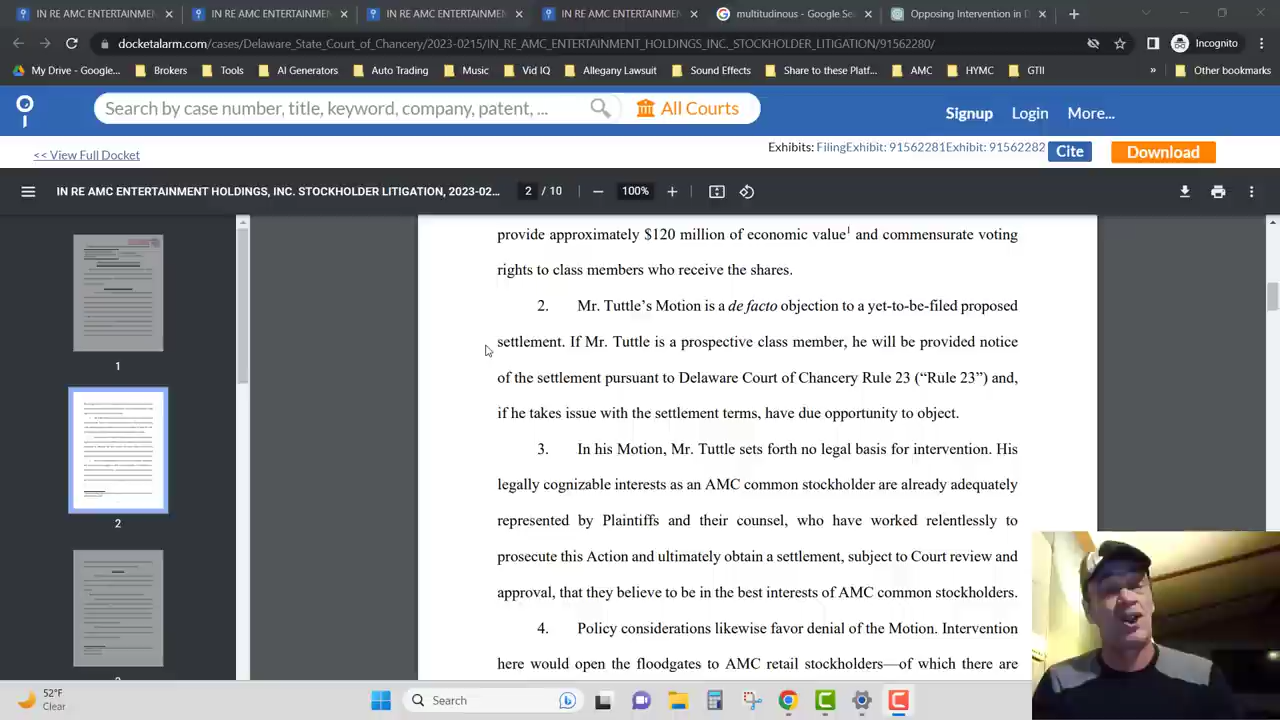 IN RE AMC ENTERTAINMENT
IN RE AMC ENTERTAINMENT
IN RE AMC ENTERTAINMENT
IN RE AMC ENTERTAINMENT
multitudinous - Google Se
Opposing Intervention in D
docketalarm.com/cases/Delaware_State_Court_of_Chancery/2023-0215/IN_RE_AMC_ENTERTAINMENT_HOLDINGS_INC._STOCKHOLDER_LITIGATION/91562280/
Incognito
My Drive - Google...
Brokers
Tools
AI Generators
Auto Trading
Music
Vid IQ
Allegany Lawsuit
Sound Effects
Share to these Platf...
AMC
HYMC
GTII
»
Other bookmarks
Search by case number, title, keyword, company, patent, ...
All Courts
Signup
Login
More...
<< View Full Docket
Exhibits: FilingExhibit: 91562281Exhibit: 91562282
Cite
Download
IN RE AMC ENTERTAINMENT HOLDINGS, INC. STOCKHOLDER LITIGATION, 2023-02...
2 / 10
100%
1
2
provide approximately $120 million of economic value1 and commensurate voting
rights to class members who receive the shares.
2. Mr. Tuttle’s Motion is a de facto objection to a yet-to-be-filed proposed
settlement. If Mr. Tuttle is a prospective class member, he will be provided notice
of the settlement pursuant to Delaware Court of Chancery Rule 23 (“Rule 23”) and,
if he takes issue with the settlement terms, have due opportunity to object.
3. In his Motion, Mr. Tuttle sets forth no legal basis for intervention. His
legally cognizable interests as an AMC common stockholder are already adequately
represented by Plaintiffs and their counsel, who have worked relentlessly to
prosecute this Action and ultimately obtain a settlement, subject to Court review and
approval, that they believe to be in the best interests of AMC common stockholders.
4. Policy considerations likewise favor denial of the Motion. Intervention
here would open the floodgates to AMC retail stockholders—of which there are
52°F
Clear
Search